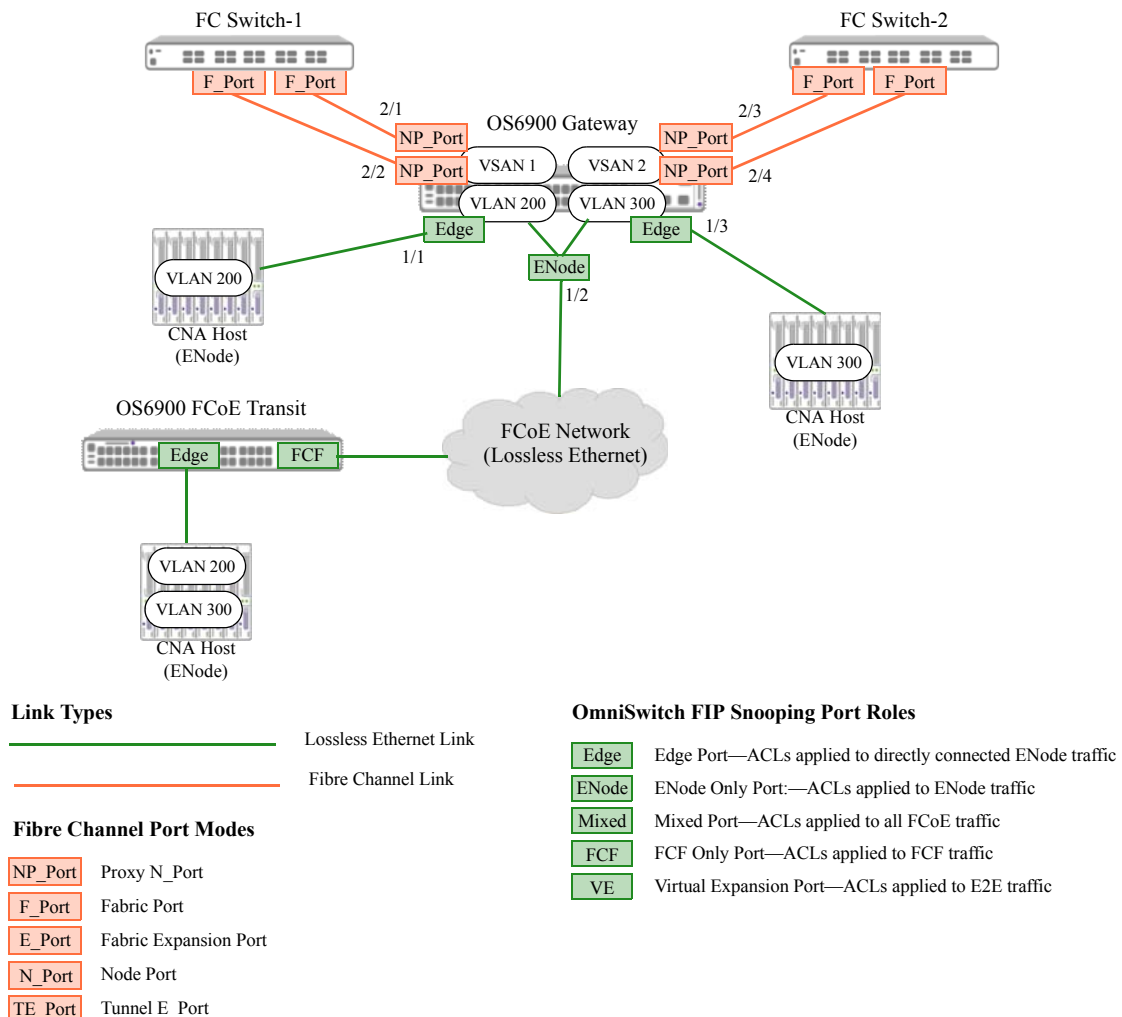 FC Switch-1
FC Switch-2
F_Port
F_Port
F_Port
F_Port
2/1
2/3
OS6900 Gateway
NP_Port
NP_Port
2/2
NP_Port
VSAN 1
VSAN 2
NP_Port
2/4
VLAN 200
VLAN 300
Edge
Edge
1/3
1/1
ENode
1/2
VLAN 200
CNA Host
(ENode)
VLAN 300
CNA Host
(ENode)
OS6900 FCoE Transit
Edge
FCF
FCoE Network
(Lossless Ethernet)
VLAN 200
VLAN 300
CNA Host
(ENode)
Link Types
Lossless Ethernet Link
Fibre Channel Link
Fibre Channel Port Modes
NP_Port Proxy N_Port
F_Port Fabric Port
E_Port Fabric Expansion Port
N_Port Node Port
TE_Port Tunnel E_Port
OmniSwitch FIP Snooping Port Roles
Edge Edge Port—ACLs applied to directly connected ENode traffic
ENode ENode Only Port:—ACLs applied to ENode traffic
Mixed Mixed Port—ACLs applied to all FCoE traffic
FCF FCF Only Port—ACLs applied to FCF traffic
VE Virtual Expansion Port—ACLs applied to E2E traffic